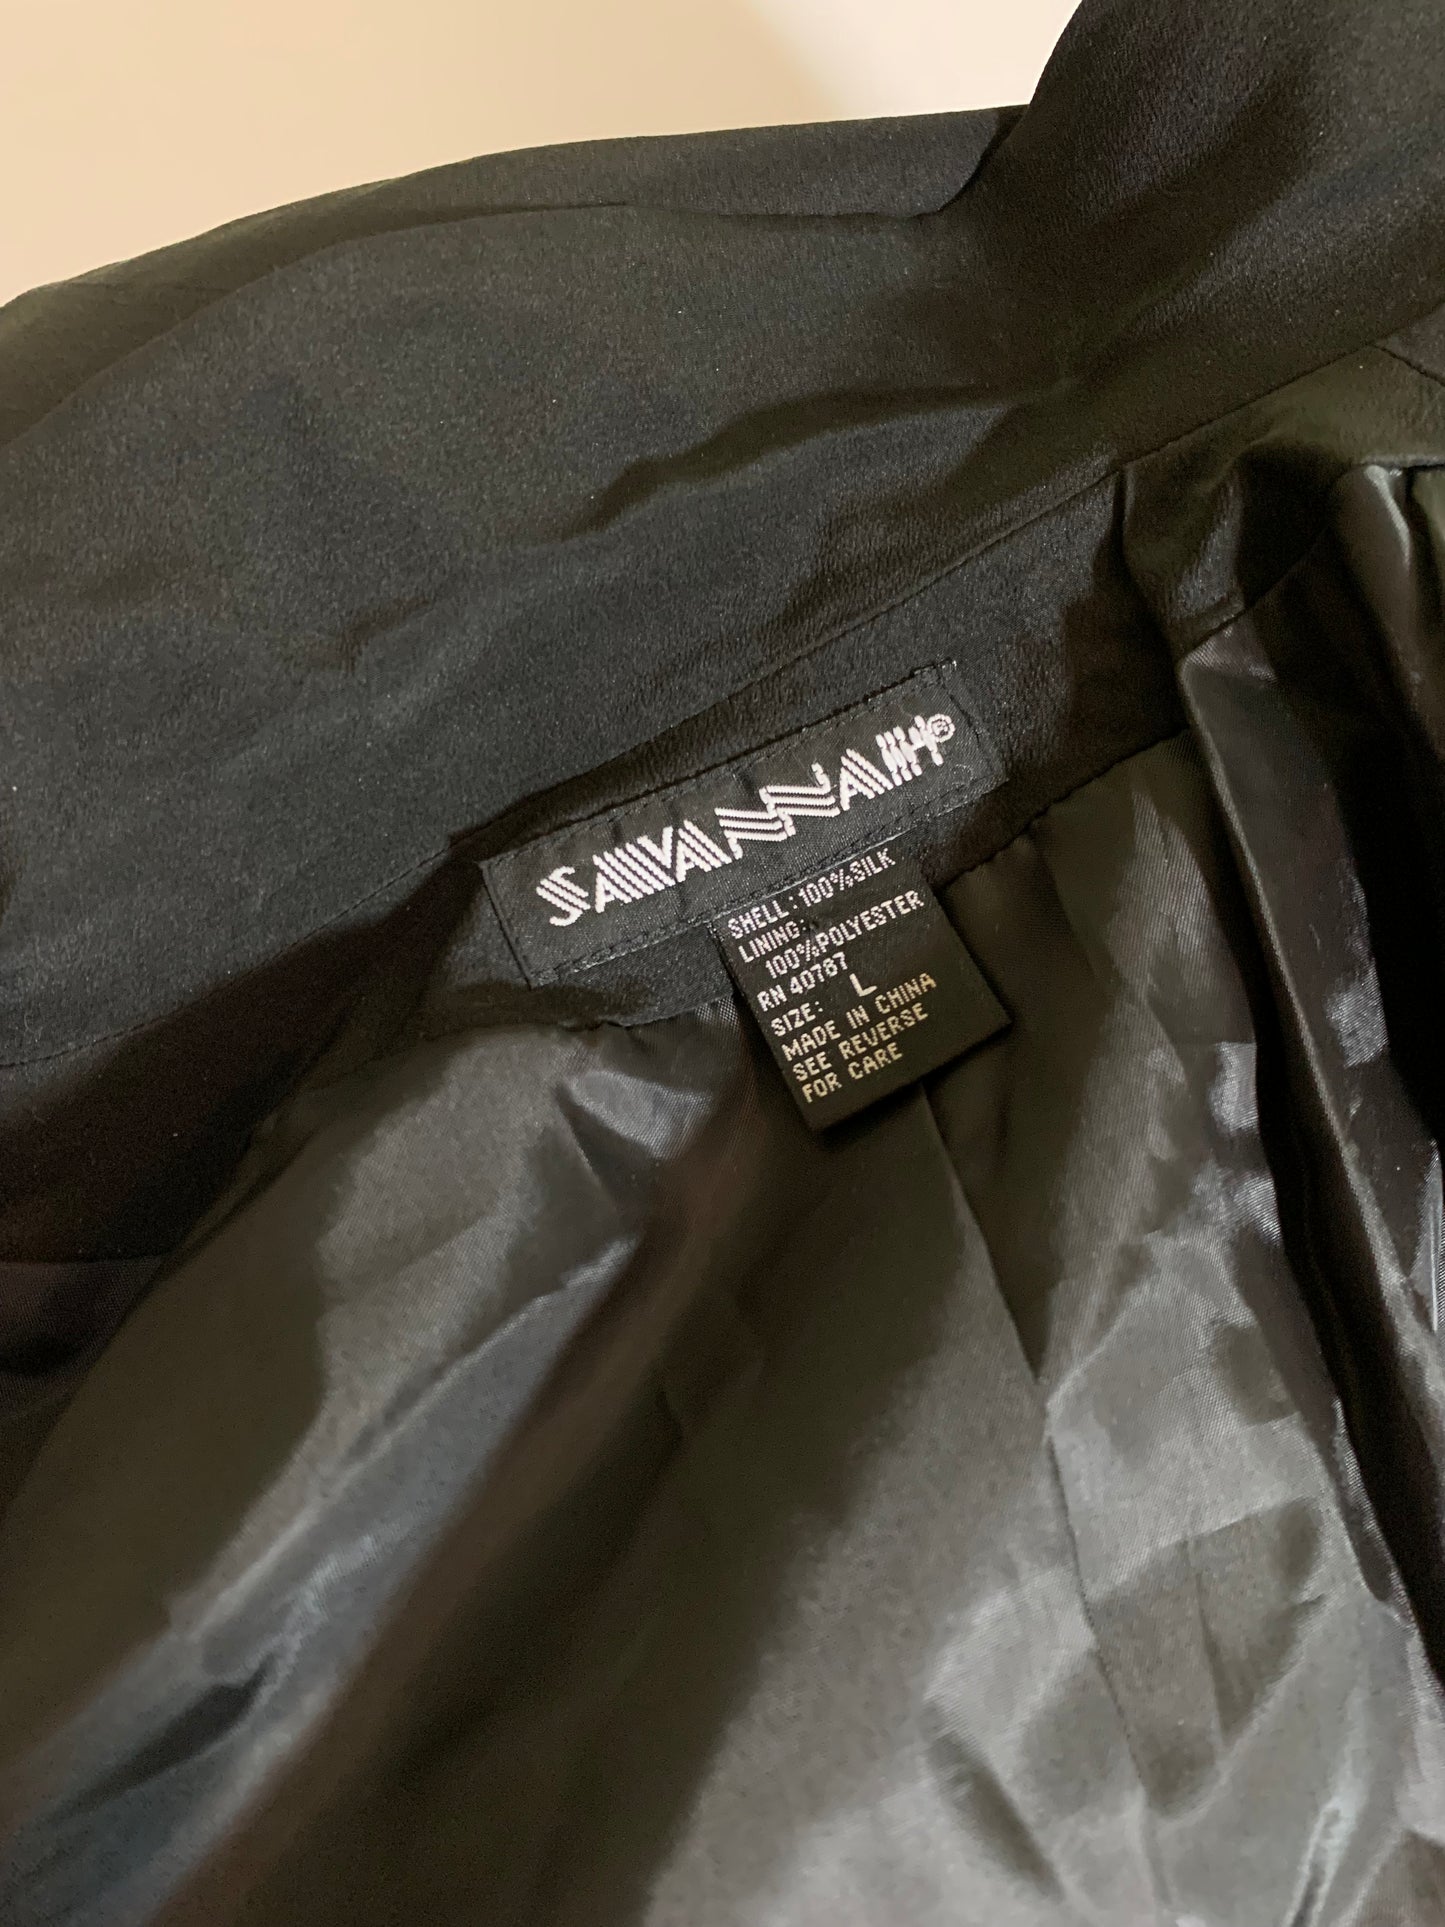 SAVANNAH®
SHELL: 100%SILK
LINING:
100%POLYESTER
RN 40787
SIZE: L
MADE IN CHINA
SEE REVERSE
FOR CARE